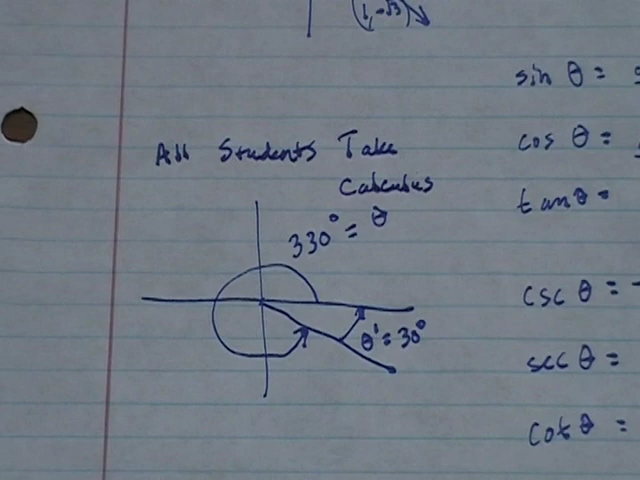 (1, -√3)
All Students Take
Calculus
330° = θ
θ' = 30°
sin θ =
cos θ =
tan θ =
csc θ = -
sec θ =
cot θ =